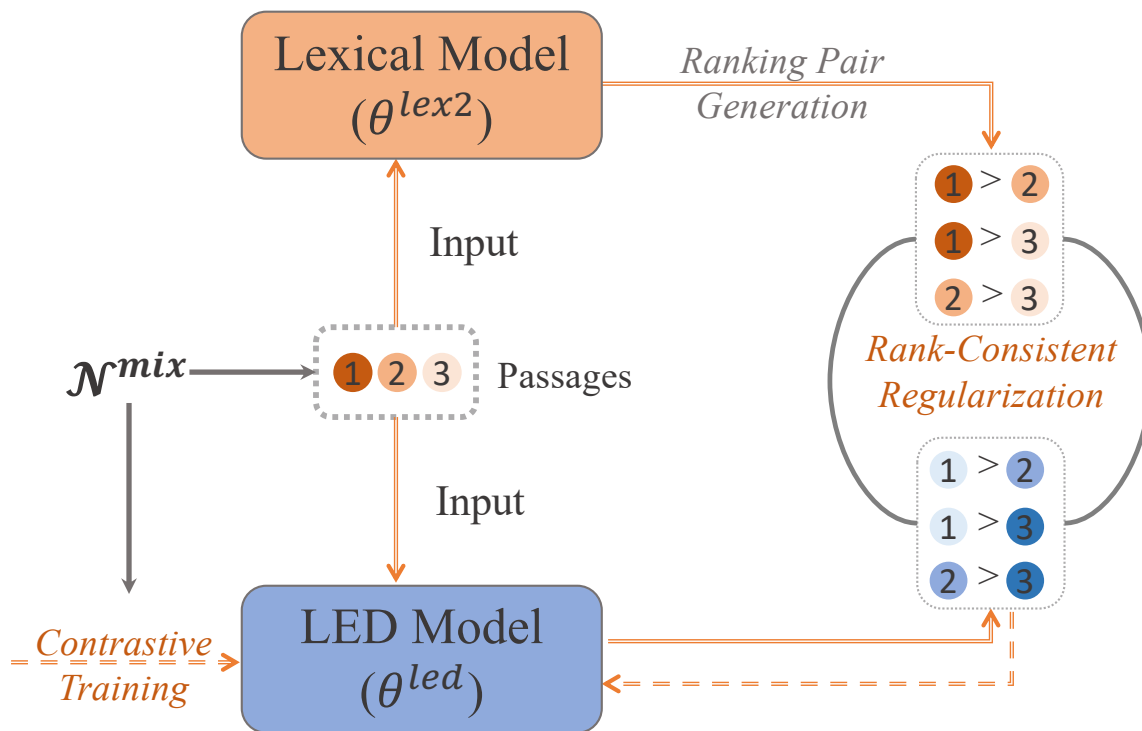 Lexical Model
(θ^lex2)
Ranking Pair
Generation
1 > 2
1 > 3
2 > 3
Input
𝒩^mix
1 2 3
Passages
Rank-Consistent
Regularization
Input
1 > 2
1 > 3
2 > 3
Contrastive
Training
LED Model
(θ^led)